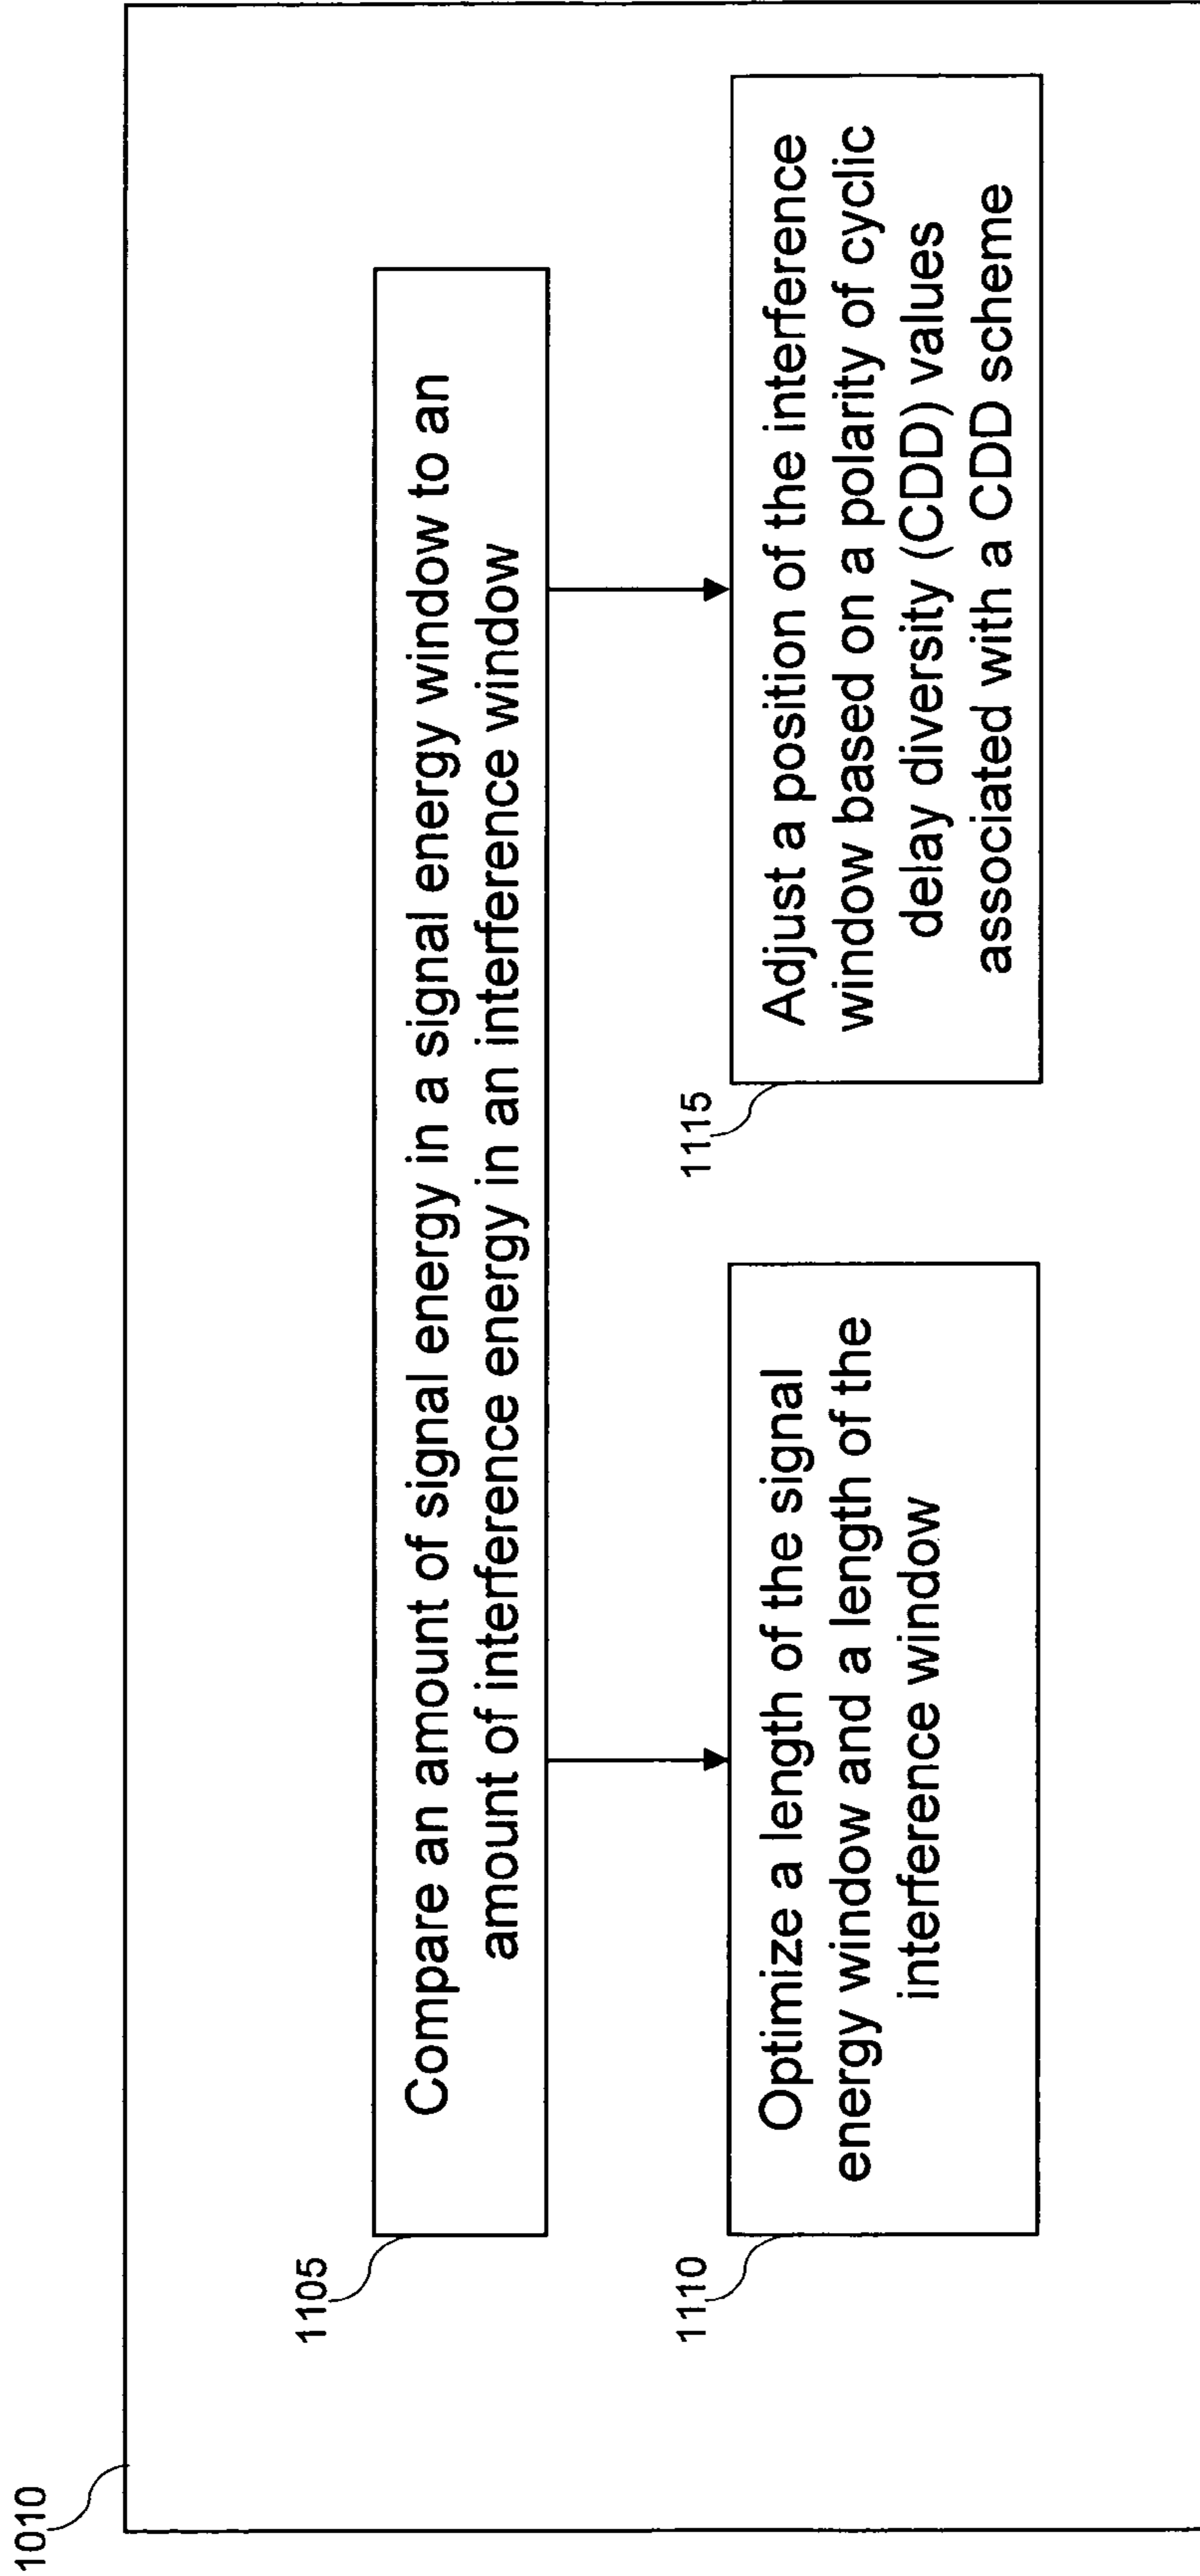 1010
1105
Compare an amount of signal energy in a signal energy window to an
amount of interference energy in an interference window
1110
Optimize a length of the signal
energy window and a length of the
interference window
1115
Adjust a position of the interference
window based on a polarity of cyclic
delay diversity (CDD) values
associated with a CDD scheme